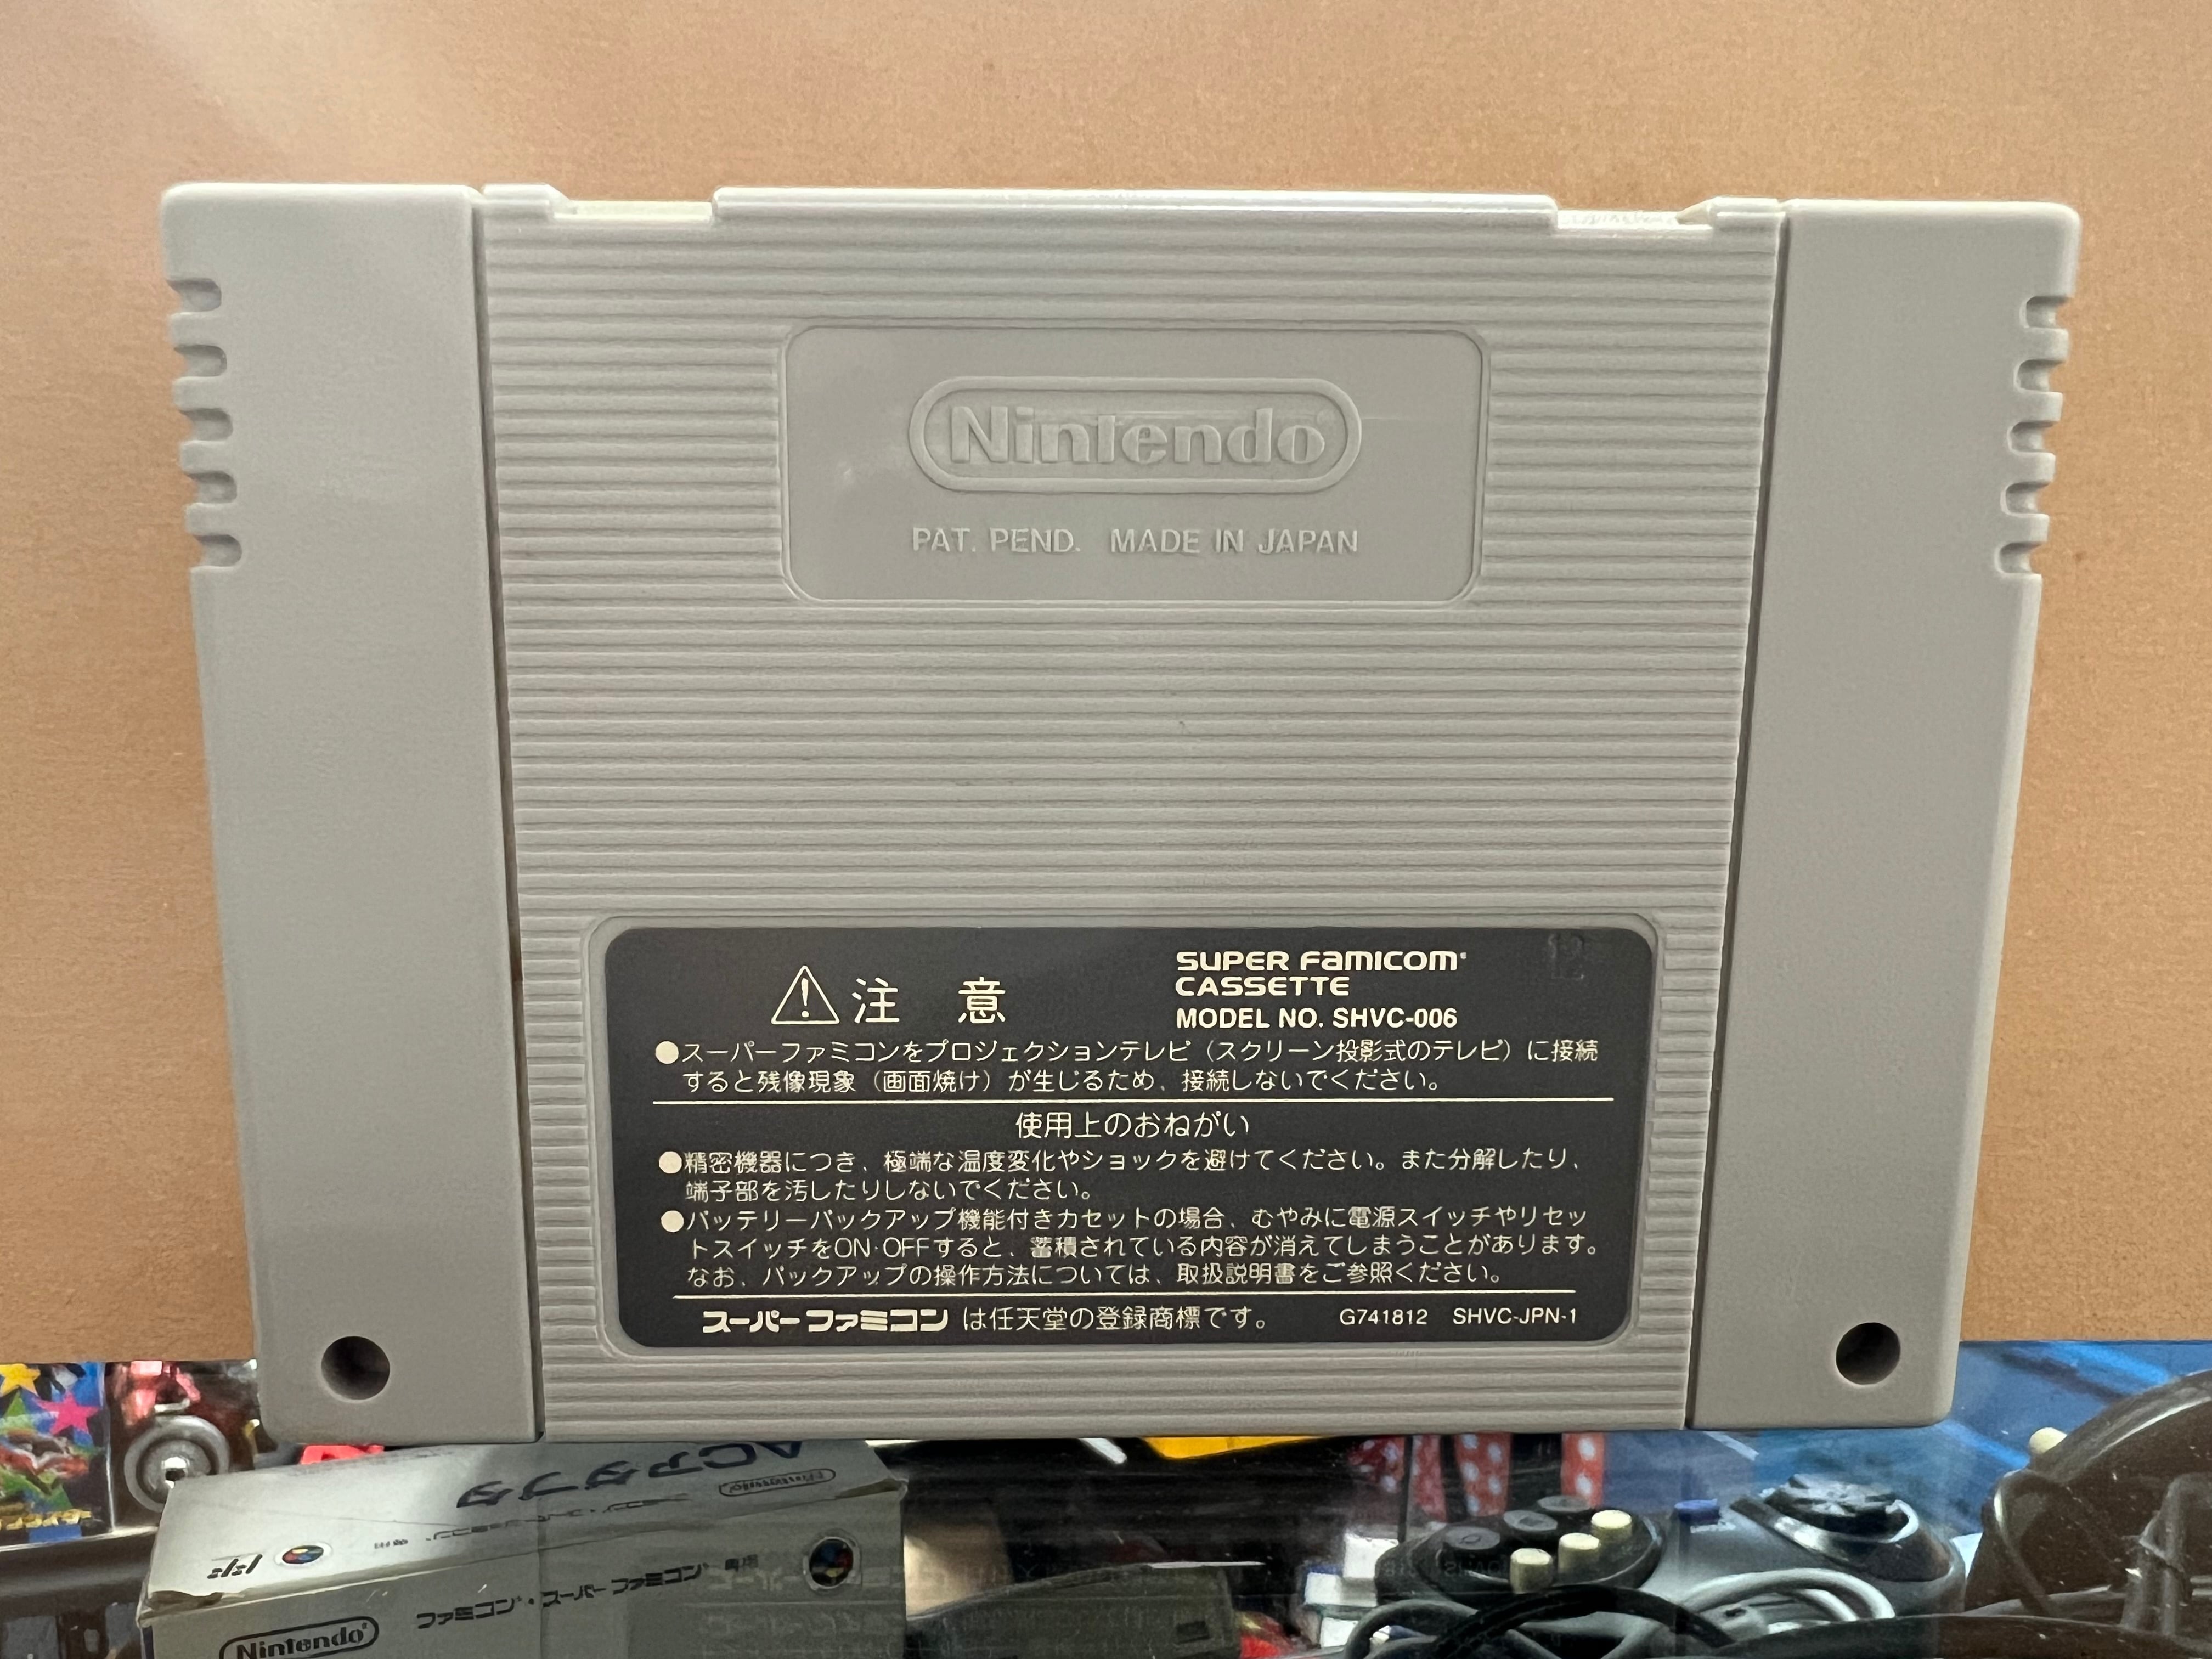 Nintendo
PAT. PEND. MADE IN JAPAN
12
注 意
SUPER FAMICOM
CASSETTE
MODEL NO. SHVC-006
●スーパーファミコンをプロジェクションテレビ（スクリーン投影式のテレビ）に接続
すると残像現象（画面焼け）が生じるため、接続しないでください。
使用上のおねがい
●精密機器につき、極端な温度変化やショックを避けてください。また分解したり、
端子部を汚したりしないでください。
●バッテリーバックアップ機能付きカセットの場合、むやみに電源スイッチやリセッ
トスイッチをON·OFFすると、蓄積されている内容が消えてしまうことがあります。
なお、バックアップの操作方法については、取扱説明書をご参照ください。
スーパーファミコン は任天堂の登録商標です。 G741812 SHVC-JPN-1
ACアダプタ
Nintendo
ファミコン・スーパーファミコン 専用
Nintendo